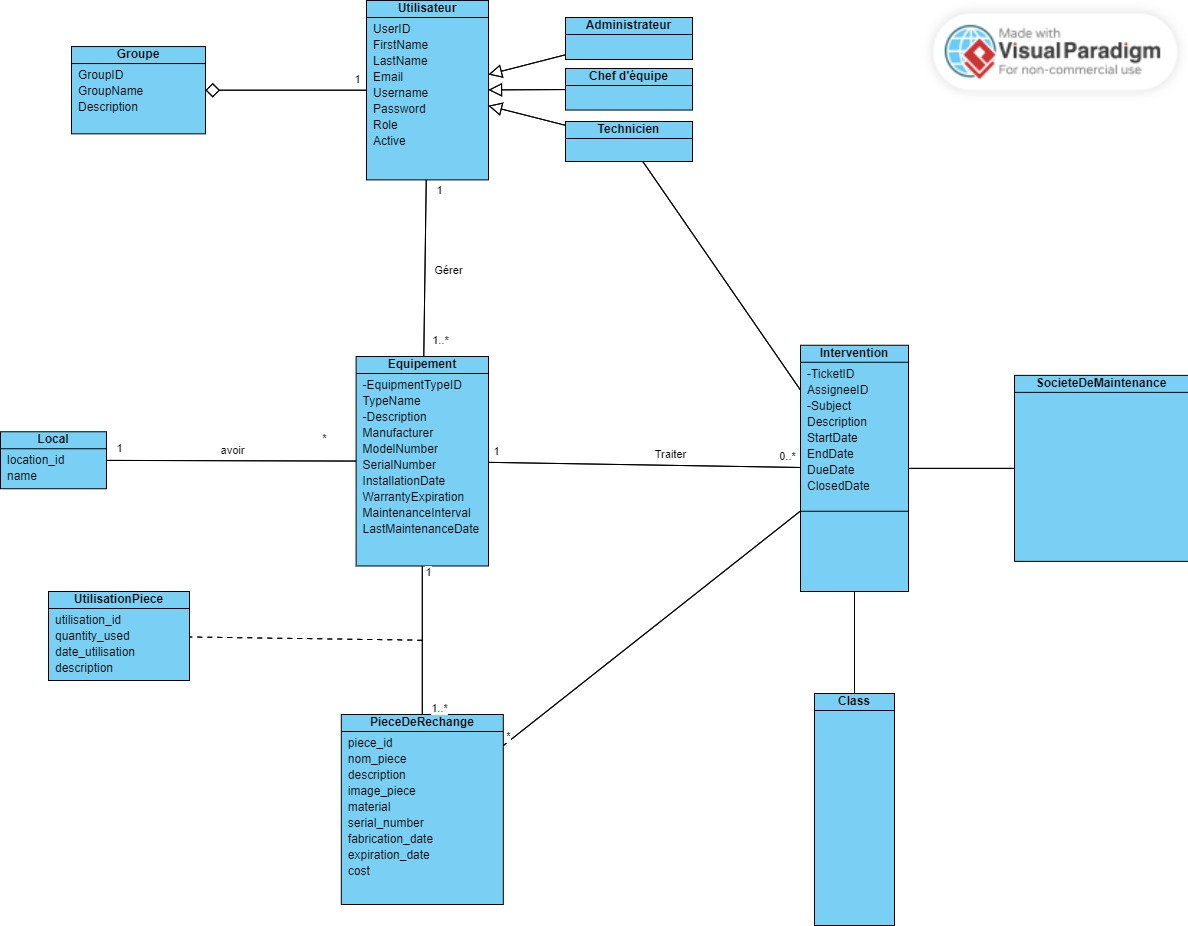 Utilisateur
UserID
FirstName
LastName
Email
Username
Password
Role
Active
Administrateur
Chef d'équipe
Technicien
Made with
VisualParadigm
For non-commercial use
Groupe
GroupID
GroupName
Description
1
1
Gérer
1..*
Equipement
-EquipmentTypeID
TypeName
-Description
Manufacturer
ModelNumber
SerialNumber
InstallationDate
WarrantyExpiration
MaintenanceInterval
LastMaintenanceDate
Intervention
-TicketID
AssigneeID
-Subject
Description
StartDate
EndDate
DueDate
ClosedDate
SocieteDeMaintenance
Local
location_id
name
1
avoir
*
1
Traiter
0..*
1
UtilisationPiece
utilisation_id
quantity_used
date_utilisation
description
1..*
PieceDeRechange
piece_id
nom_piece
description
image_piece
material
serial_number
fabrication_date
expiration_date
cost
*
Class